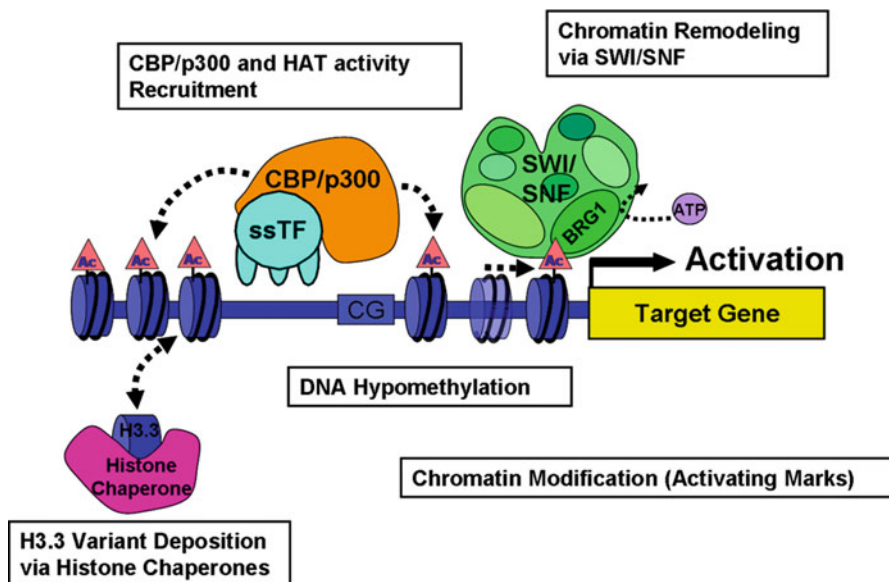 Chromatin Remodeling
via SWI/SNF
CBP/p300 and HAT activity
Recruitment
CBP/p300
ssTF
SWI/
SNF
BRG1
ATP
Ac
Ac
Ac
Ac
Ac
Activation
CG
Target Gene
DNA Hypomethylation
H3.3
Histone
Chaperone
Chromatin Modification (Activating Marks)
H3.3 Variant Deposition
via Histone Chaperones